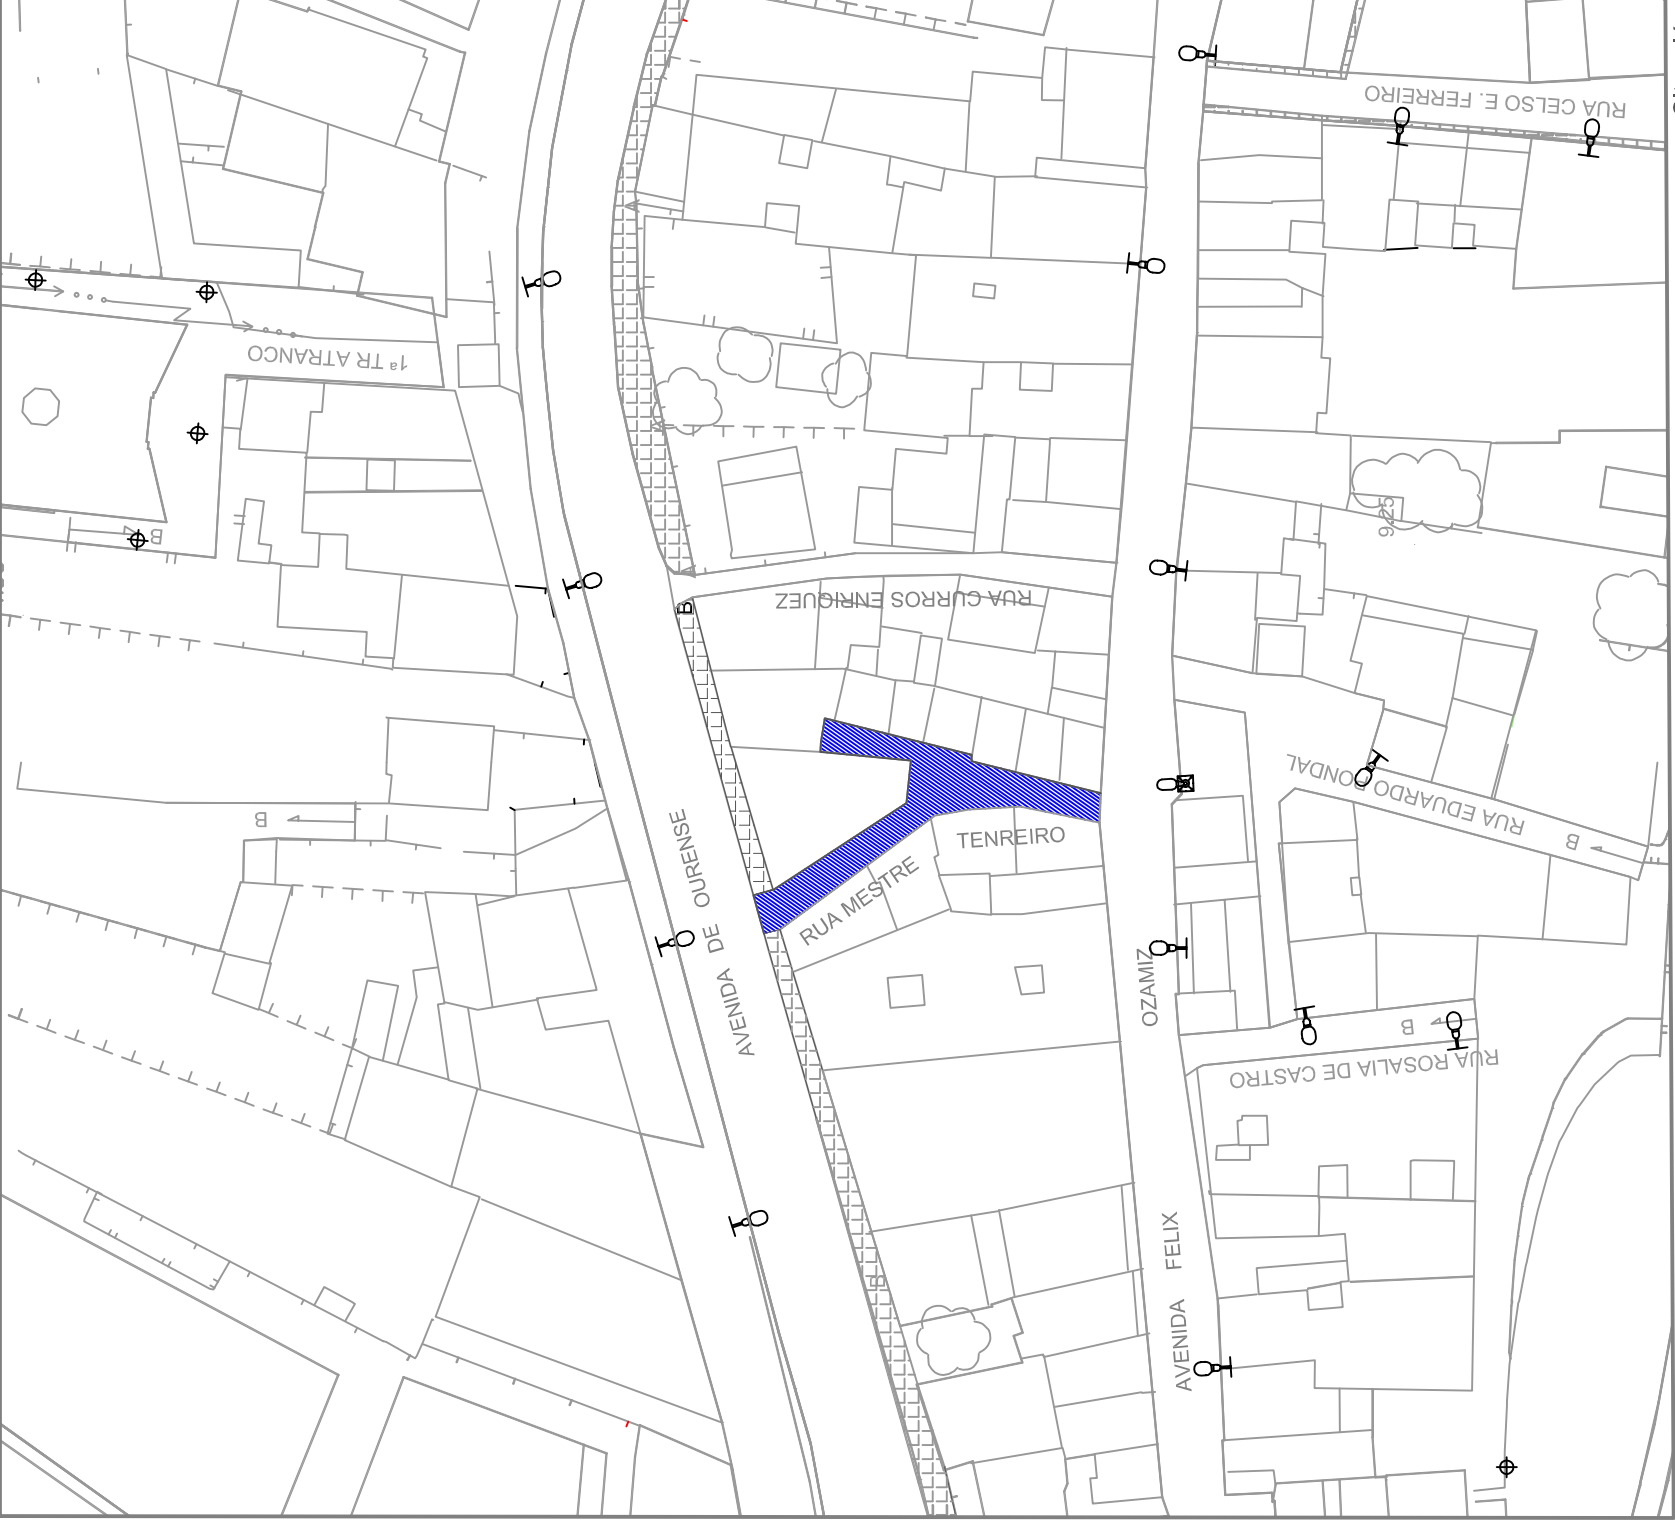 RUA CELSO E. FERREIRO
1ª TR ATRANCO
B
9.25
RUA CURROS ENRIQUEZ
B
RUA EDUARDO PONDAL
B
B
TENREIRO
RUA MESTRE
AVENIDA DE OURENSE
OZAMIZ
B
RUA ROSALIA DE CASTRO
AVENIDA FELIX
B